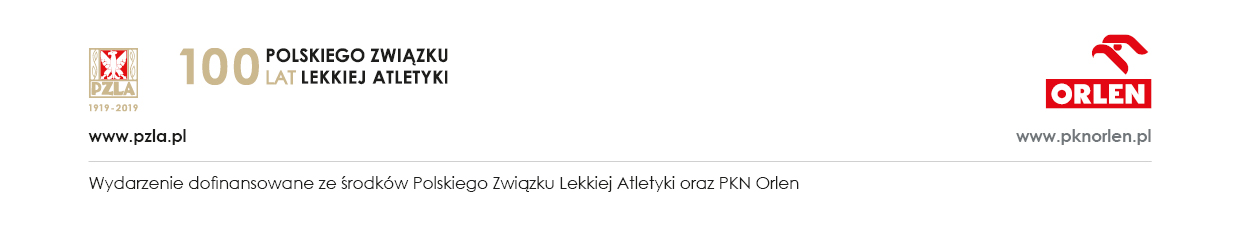 PZLA
1919-2019
100 POLSKIEGO ZWIĄZKU
LAT LEKKIEJ ATLETYKI
ORLEN
www.pzla.pl
www.pknorlen.pl
Wydarzenie dofinansowane ze środków Polskiego Związku Lekkiej Atletyki oraz PKN Orlen